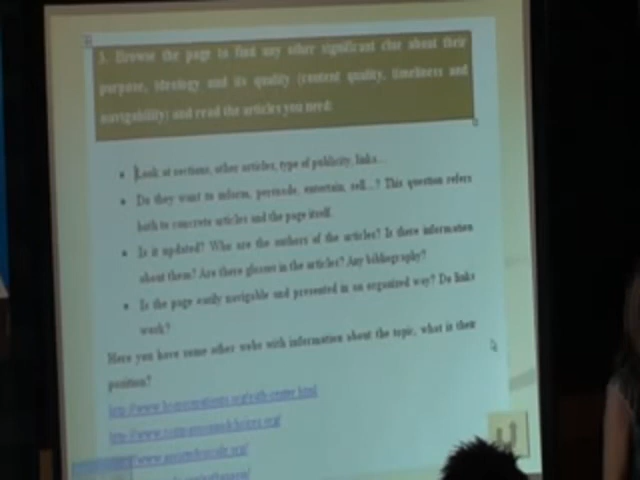 3. Browse the page to find any other significant clue about their
purpose, ideology and its quality (content quality, timeliness and
navigability) and read the articles you need:
Look at sections, other articles, type of publicity, links...
Do they want to inform, persuade, entertain, sell...? This question refers
both to concrete articles and the page itself.
Is it updated? Who are the authors of the articles? Is there information
about them? Are there glosses in the articles? Any bibliography?
Is the page easily navigable and presented in an organized way? Do links
work?
Here you have some other webs with information about the topic, what is their
position?